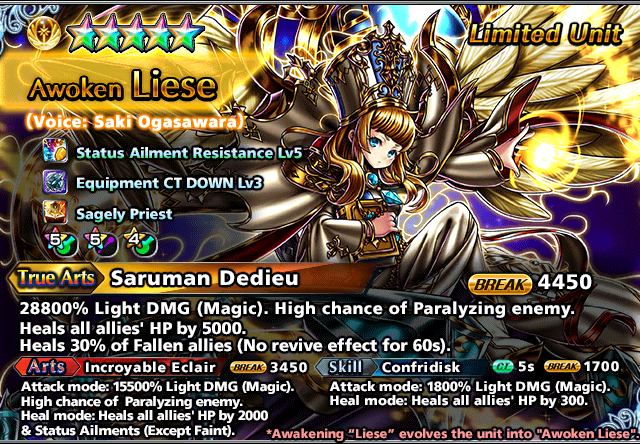 Limited Unit
Awoken Liese
(Voice: Saki Ogasawara)
Status Ailment Resistance Lv5
Equipment CT DOWN Lv3
Sagely Priest
5 5 4
True Arts Saruman Dedieu BREAK 4450
28800% Light DMG (Magic). High chance of Paralyzing enemy.
Heals all allies' HP by 5000.
Heals 30% of Fallen allies (No revive effect for 60s).
Arts Incroyable Eclair BREAK 3450
Attack mode: 15500% Light DMG (Magic).
High chance of Paralyzing enemy.
Heal mode: Heals all allies' HP by 2000
& Status Ailments (Except Faint).
Skill Confridisk CT 5s BREAK 1700
Attack mode: 1800% Light DMG (Magic).
Heal mode: Heals all allies' HP by 300.
*Awakening "Liese" evolves the unit into "Awoken Liese"